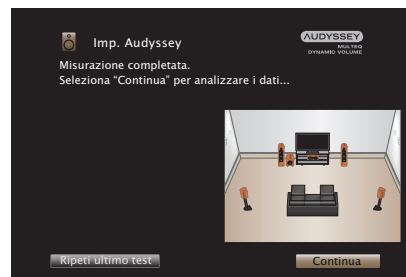 Imp. Audyssey
AUDYSSEY
MULTEQ
DYNAMIC VOLUME
Misurazione completata.
Seleziona “Continua” per analizzare i dati...
Ripeti ultimo test
Continua